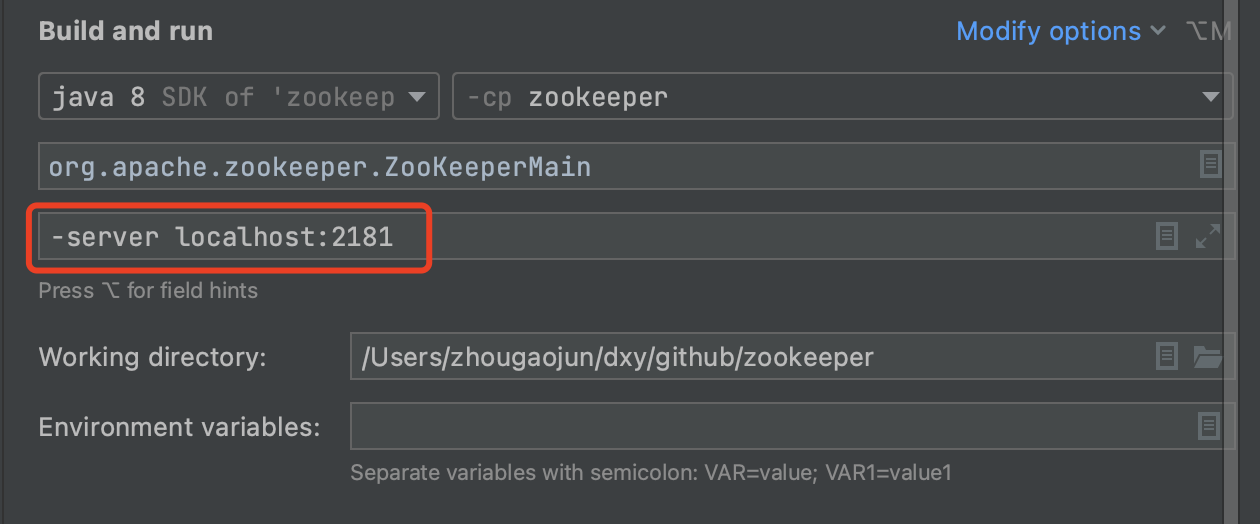 Build and run
Modify options ⌥M
java 8 SDK of 'zookeep
-cp zookeeper
org.apache.zookeeper.ZooKeeperMain
-server localhost:2181
Press ⌥ for field hints
Working directory:
/Users/zhougaojun/dxy/github/zookeeper
Environment variables:
Separate variables with semicolon: VAR=value; VAR1=value1